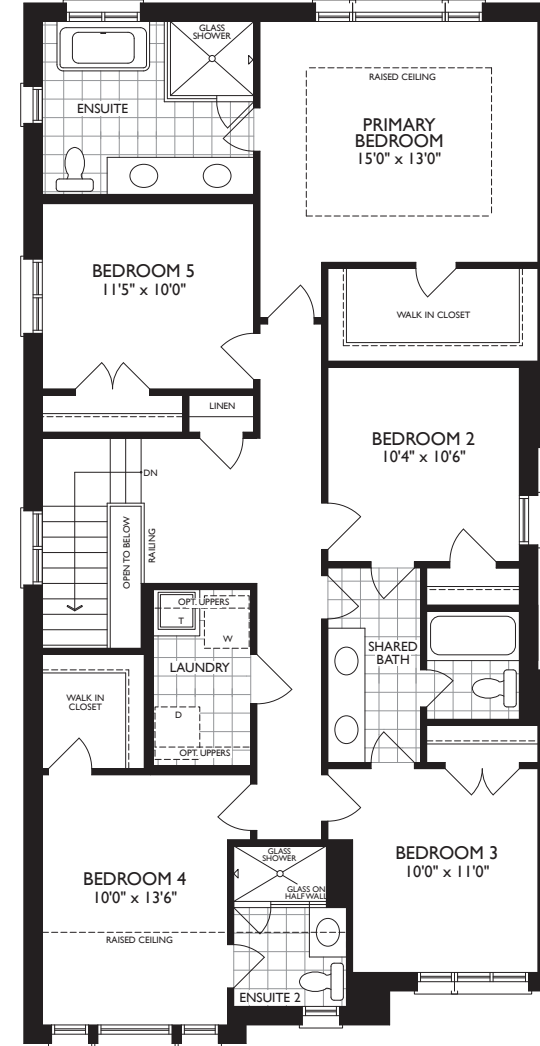 GLASS
SHOWER
ENSUITE
RAISED CEILING
PRIMARY
BEDROOM
15'0" x 13'0"
BEDROOM 5
11'5" x 10'0"
WALK IN CLOSET
LINEN
BEDROOM 2
10'4" x 10'6"
DN
OPEN TO BELOW
RAILING
OPT. UPPERS
T
W
LAUNDRY
D
OPT. UPPERS
SHARED
BATH
WALK IN
CLOSET
BEDROOM 4
10'0" x 13'6"
RAISED CEILING
GLASS
SHOWER
GLASS ON
HALF WALL
ENSUITE 2
BEDROOM 3
10'0" x 11'0"